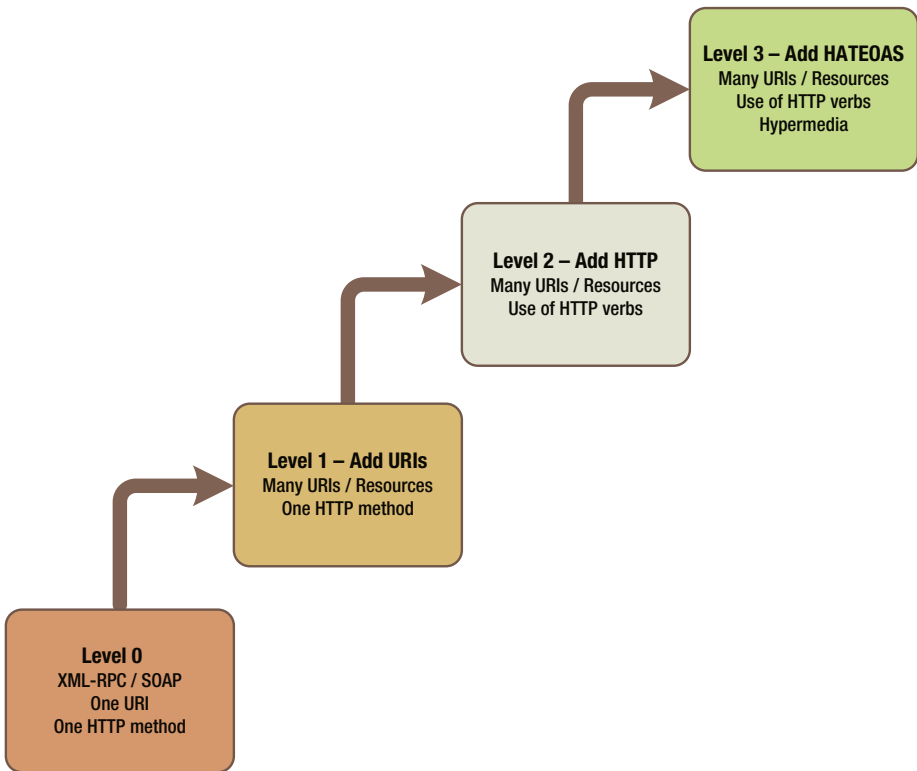 Level 3 – Add HATEOAS
Many URIs / Resources
Use of HTTP verbs
Hypermedia
Level 2 – Add HTTP
Many URIs / Resources
Use of HTTP verbs
Level 1 – Add URIs
Many URIs / Resources
One HTTP method
Level 0
XML-RPC / SOAP
One URI
One HTTP method